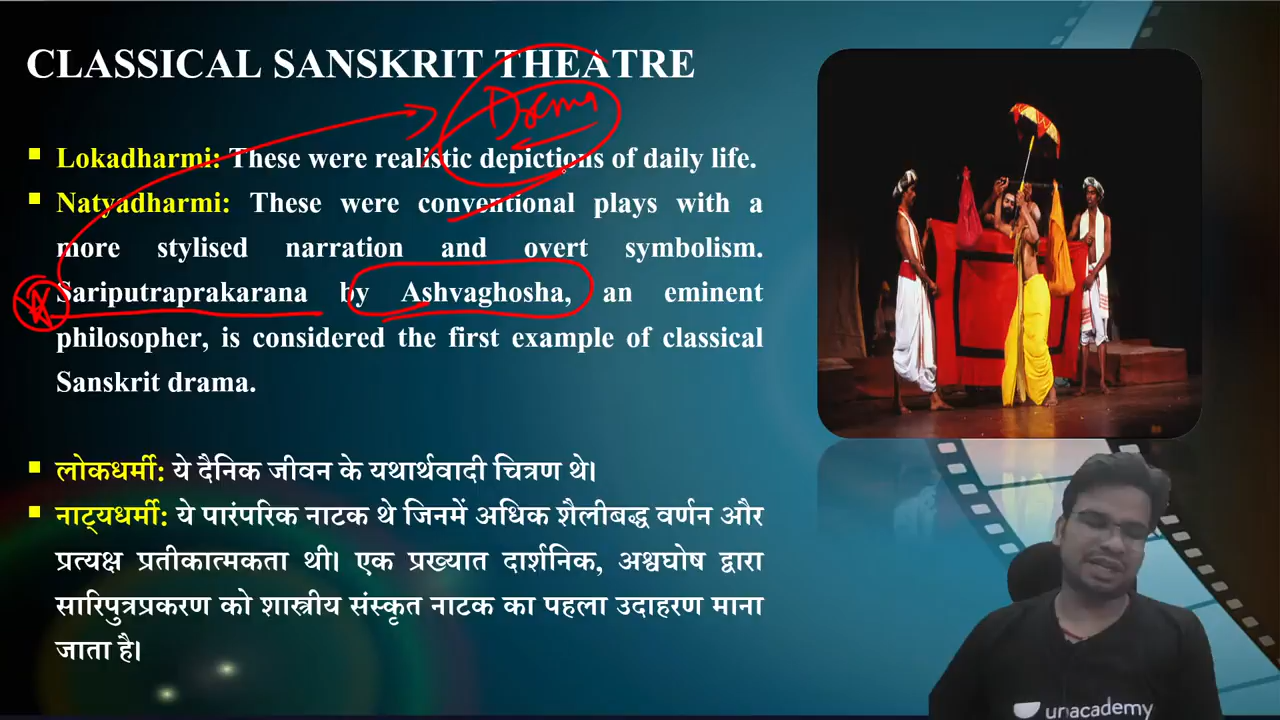 CLASSICAL SANSKRIT THEATRE
Drama
Lokadharmi: These were realistic depictions of daily life.
Natyadharmi: These were conventional plays with a
more stylised narration and overt symbolism.
Sariputraprakarana by Ashvaghosha, an eminent
philosopher, is considered the first example of classical
Sanskrit drama.
लोकधर्मी: ये दैनिक जीवन के यथार्थवादी चित्रण थे।
नाट्यधर्मी: ये पारंपरिक नाटक थे जिनमें अधिक शैलीबद्ध वर्णन और
प्रत्यक्ष प्रतीकात्मकता थी। एक प्रख्यात दार्शनिक, अश्वघोष द्वारा
सारिपुत्रप्रकरण को शास्त्रीय संस्कृत नाटक का पहला उदाहरण माना
जाता है।
unacademy